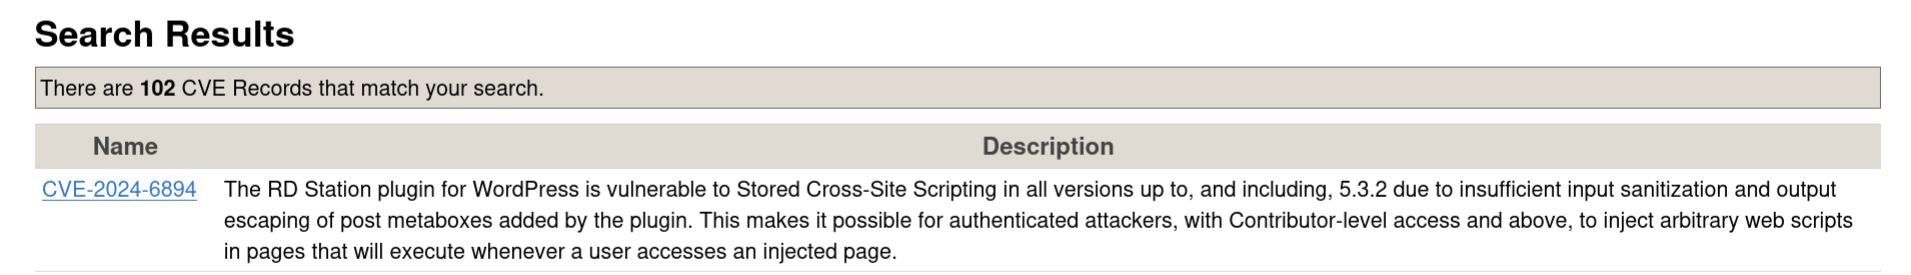 Search Results
There are 102 CVE Records that match your search.
Name Description
CVE-2024-6894 The RD Station plugin for WordPress is vulnerable to Stored Cross-Site Scripting in all versions up to, and including, 5.3.2 due to insufficient input sanitization and output
escaping of post metaboxes added by the plugin. This makes it possible for authenticated attackers, with Contributor-level access and above, to inject arbitrary web scripts
in pages that will execute whenever a user accesses an injected page.